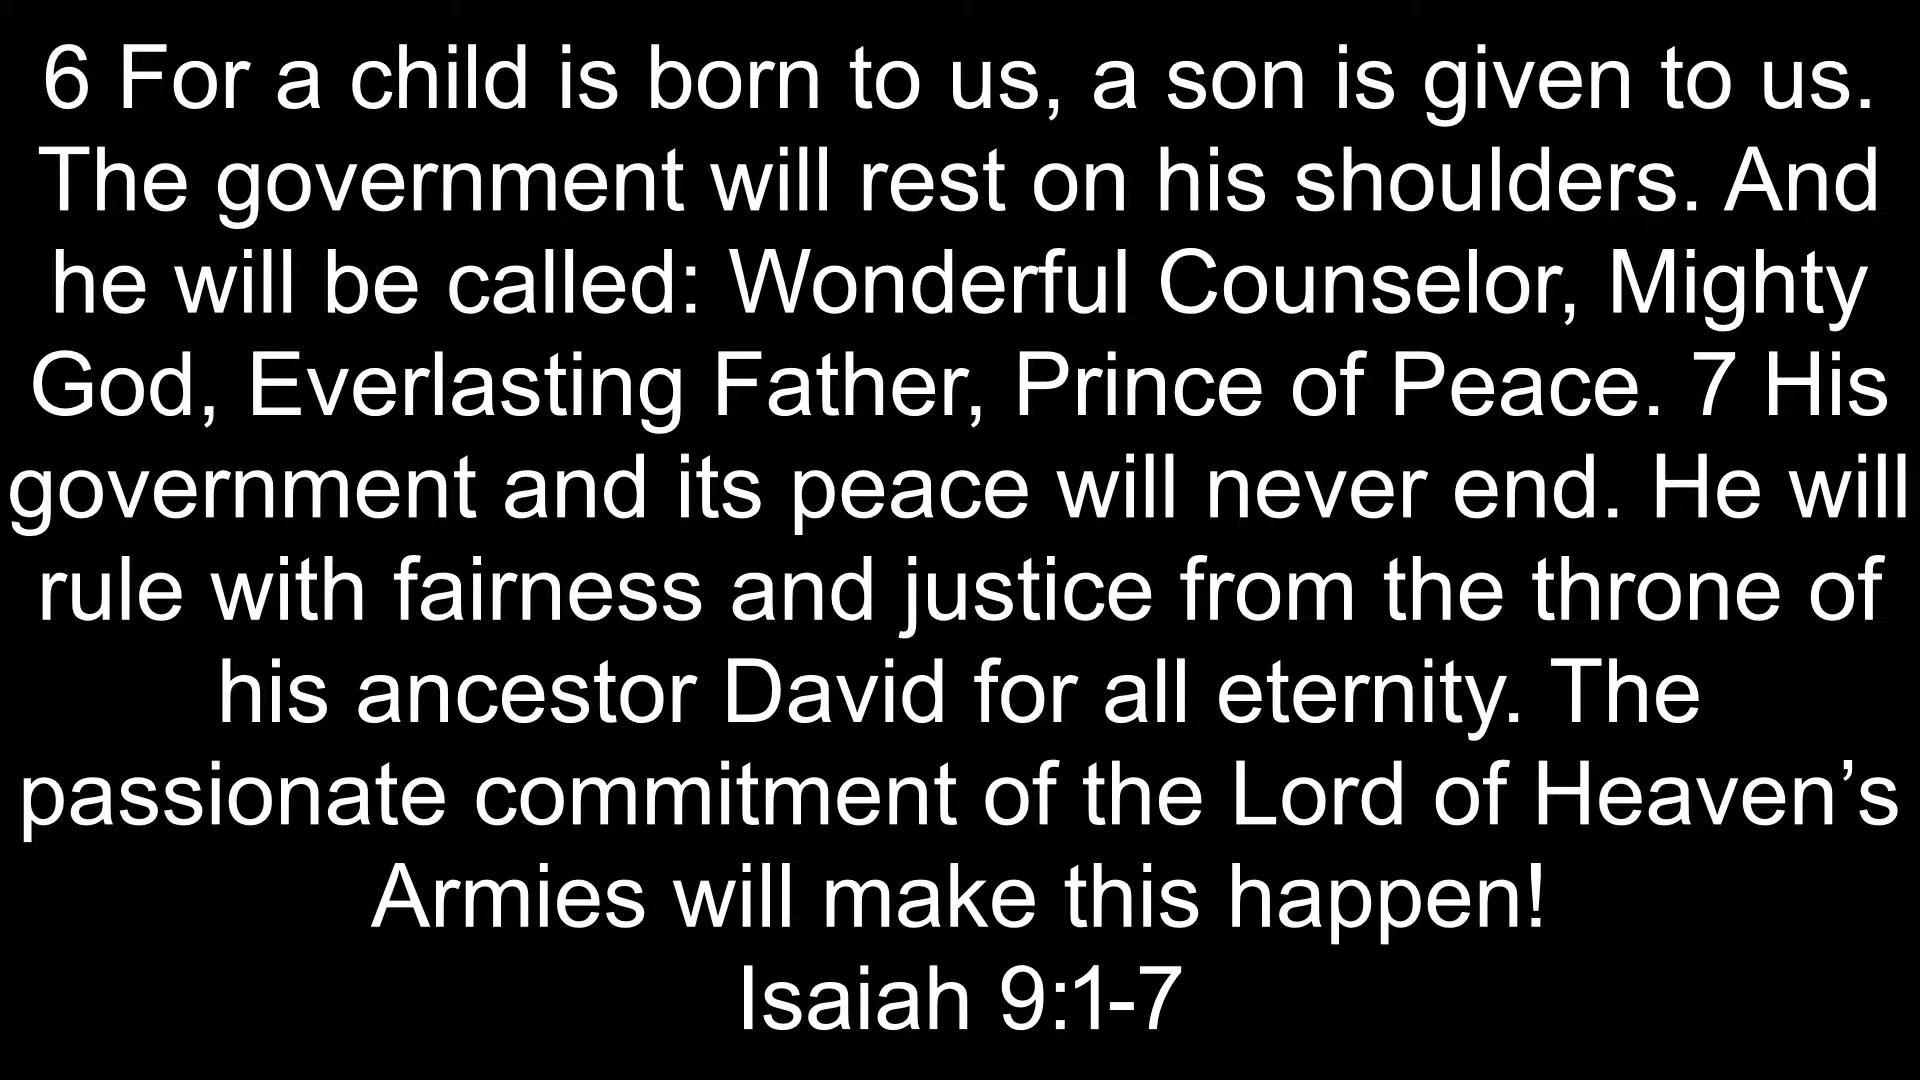 6 For a child is born to us, a son is given to us.
The government will rest on his shoulders. And
he will be called: Wonderful Counselor, Mighty
God, Everlasting Father, Prince of Peace. 7 His
government and its peace will never end. He will
rule with fairness and justice from the throne of
his ancestor David for all eternity. The
passionate commitment of the Lord of Heaven’s
Armies will make this happen!
Isaiah 9:1-7